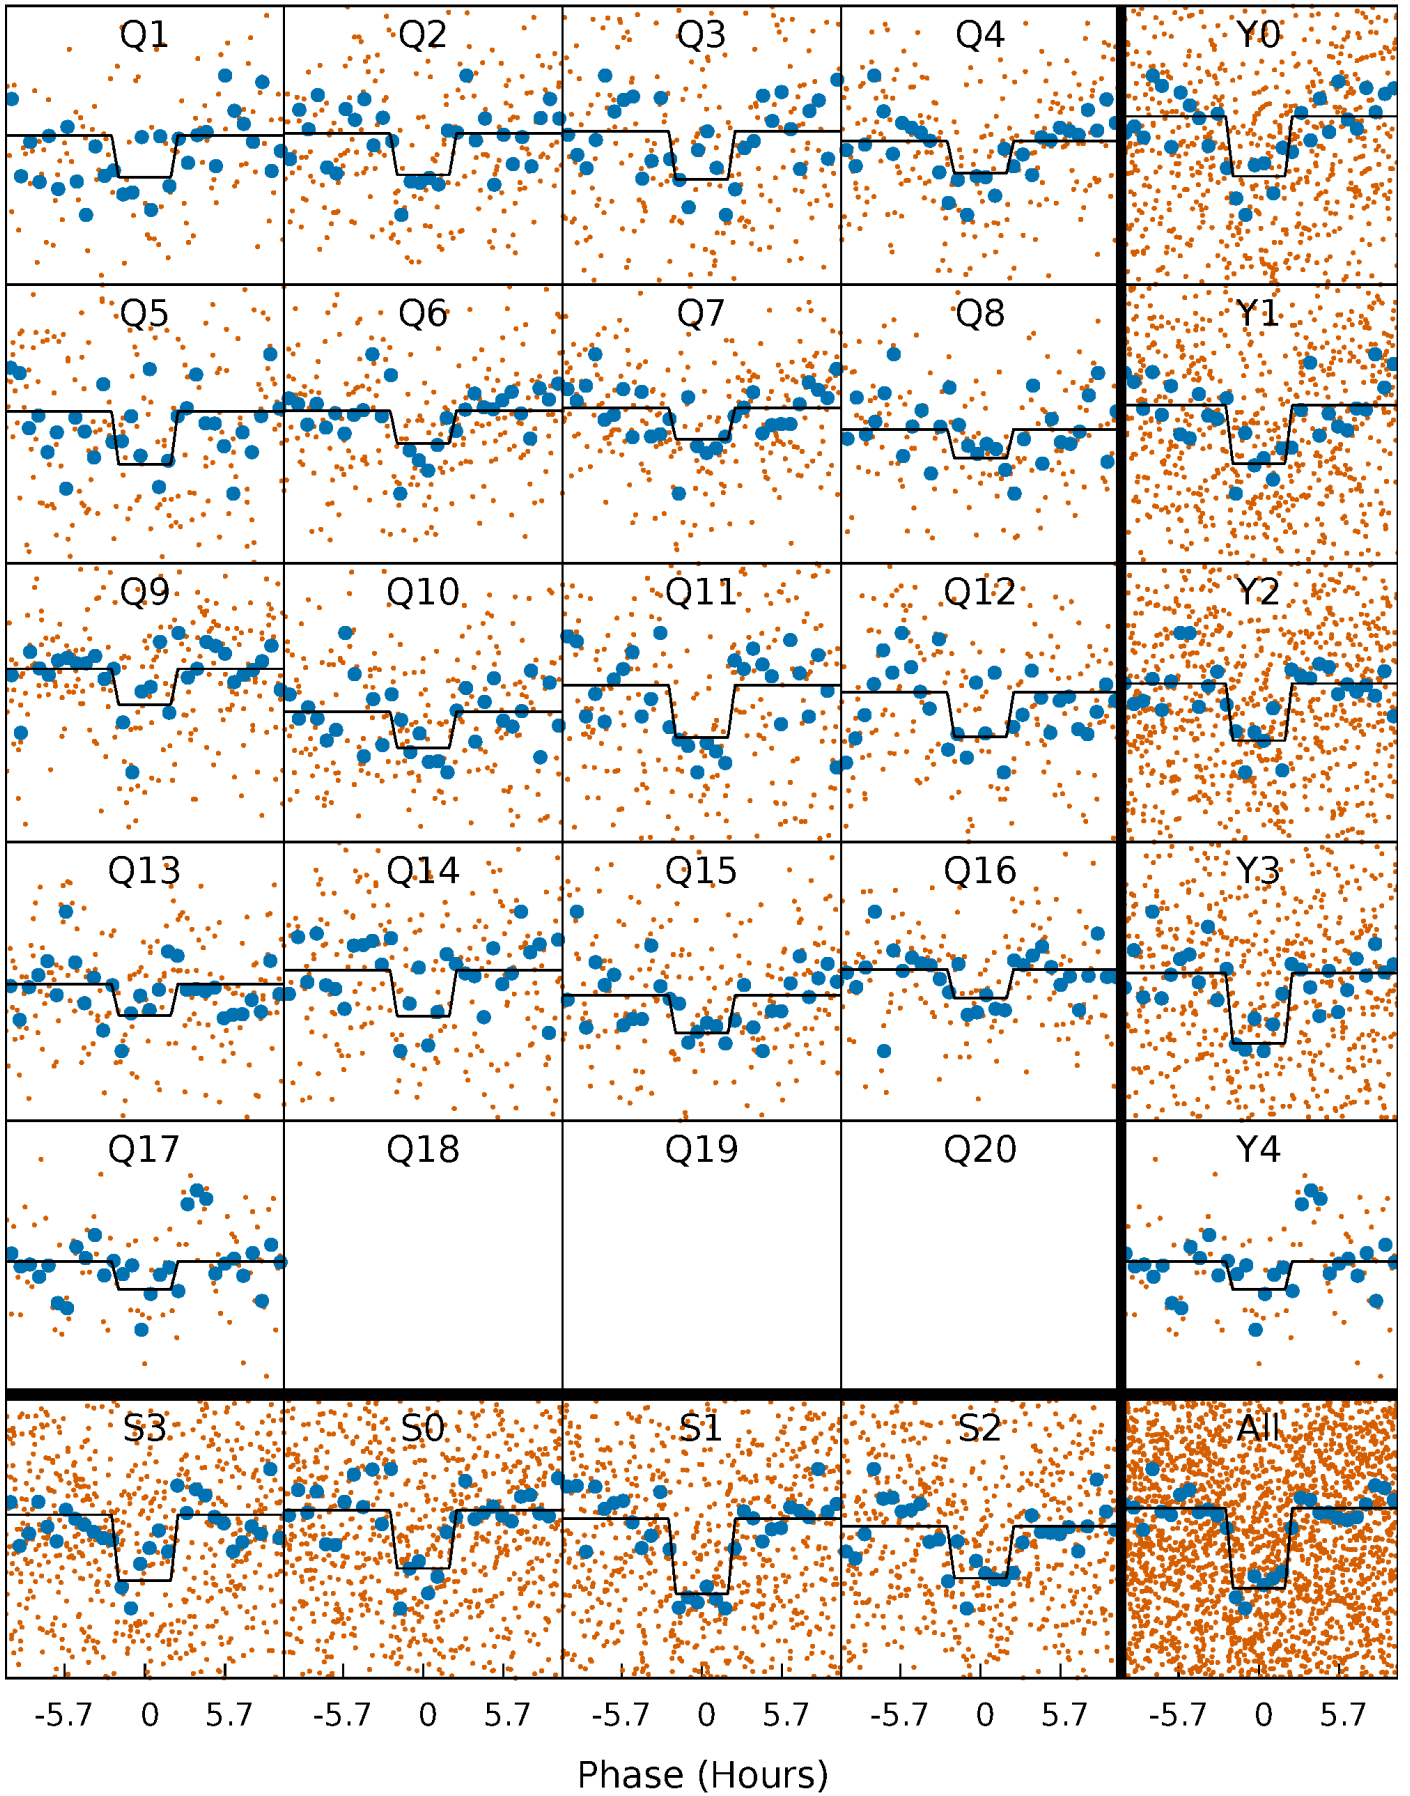 Q1 Q2 Q3 Q4 Y0
Q5 Q6 Q7 Q8 Y1
Q9 Q10 Q11 Q12 Y2
Q13 Q14 Q15 Q16 Y3
Q17 Q18 Q19 Q20 Y4
S3 S0 S1 S2 All
-5.7 0 5.7 -5.7 0 5.7 -5.7 0 5.7 -5.7 0 5.7 -5.7 0 5.7
Phase (Hours)